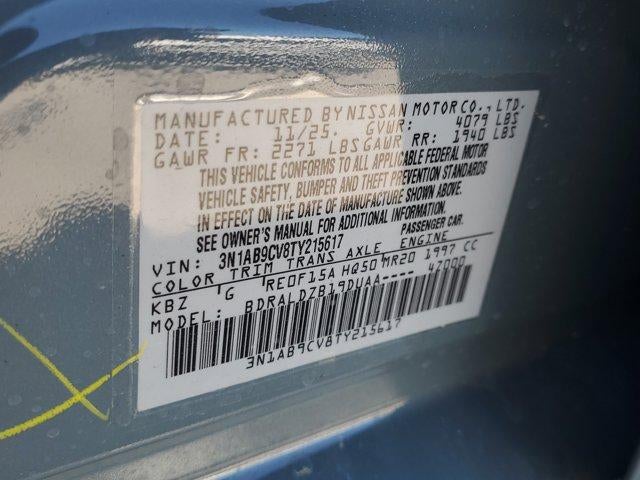 MANUFACTURED BY NISSAN MOTOR CO., LTD.
DATE: 11/25. GVWR: 4079 LBS
GAWR FR: 2271 LBS GAWR RR: 1940 LBS
THIS VEHICLE CONFORMS TO ALL APPLICABLE FEDERAL MOTOR
VEHICLE SAFETY, BUMPER AND THEFT PREVENTION STANDARDS
IN EFFECT ON THE DATE OF MANUFACTURE SHOWN ABOVE.
SEE OWNER'S MANUAL FOR ADDITIONAL INFORMATION.
VIN: 3N1AB9CV8TY215617 PASSENGER CAR.
COLOR TRIM TRANS AXLE ENGINE
KBZ G RE0F15A HQ50 MR20 1997 CC
MODEL: BDRALDZB19DUAA---- 4Z000
3N1AB9CV8TY215617